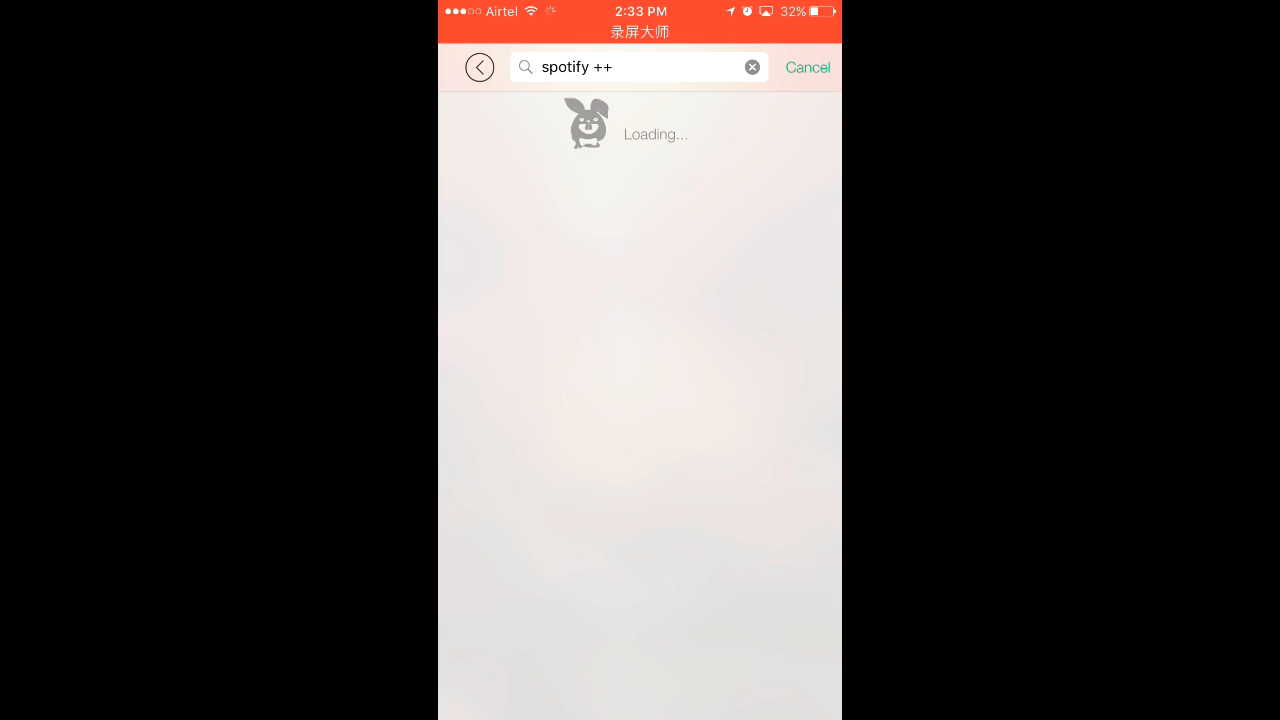 Airtel 2:33 PM 32%
录屏大师
spotify ++ Cancel
Loading...